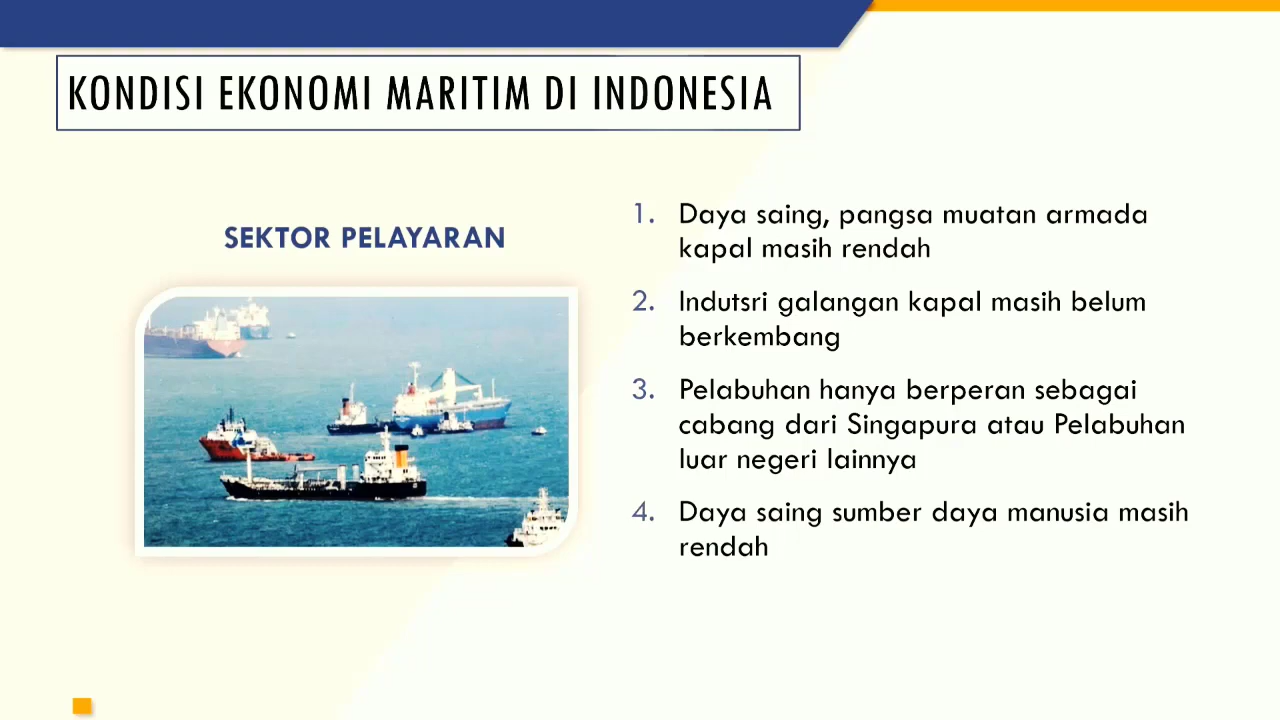 KONDISI EKONOMI MARITIM DI INDONESIA
SEKTOR PELAYARAN
1. Daya saing, pangsa muatan armada
kapal masih rendah
2. Indutsri galangan kapal masih belum
berkembang
3. Pelabuhan hanya berperan sebagai
cabang dari Singapura atau Pelabuhan
luar negeri lainnya
4. Daya saing sumber daya manusia masih
rendah